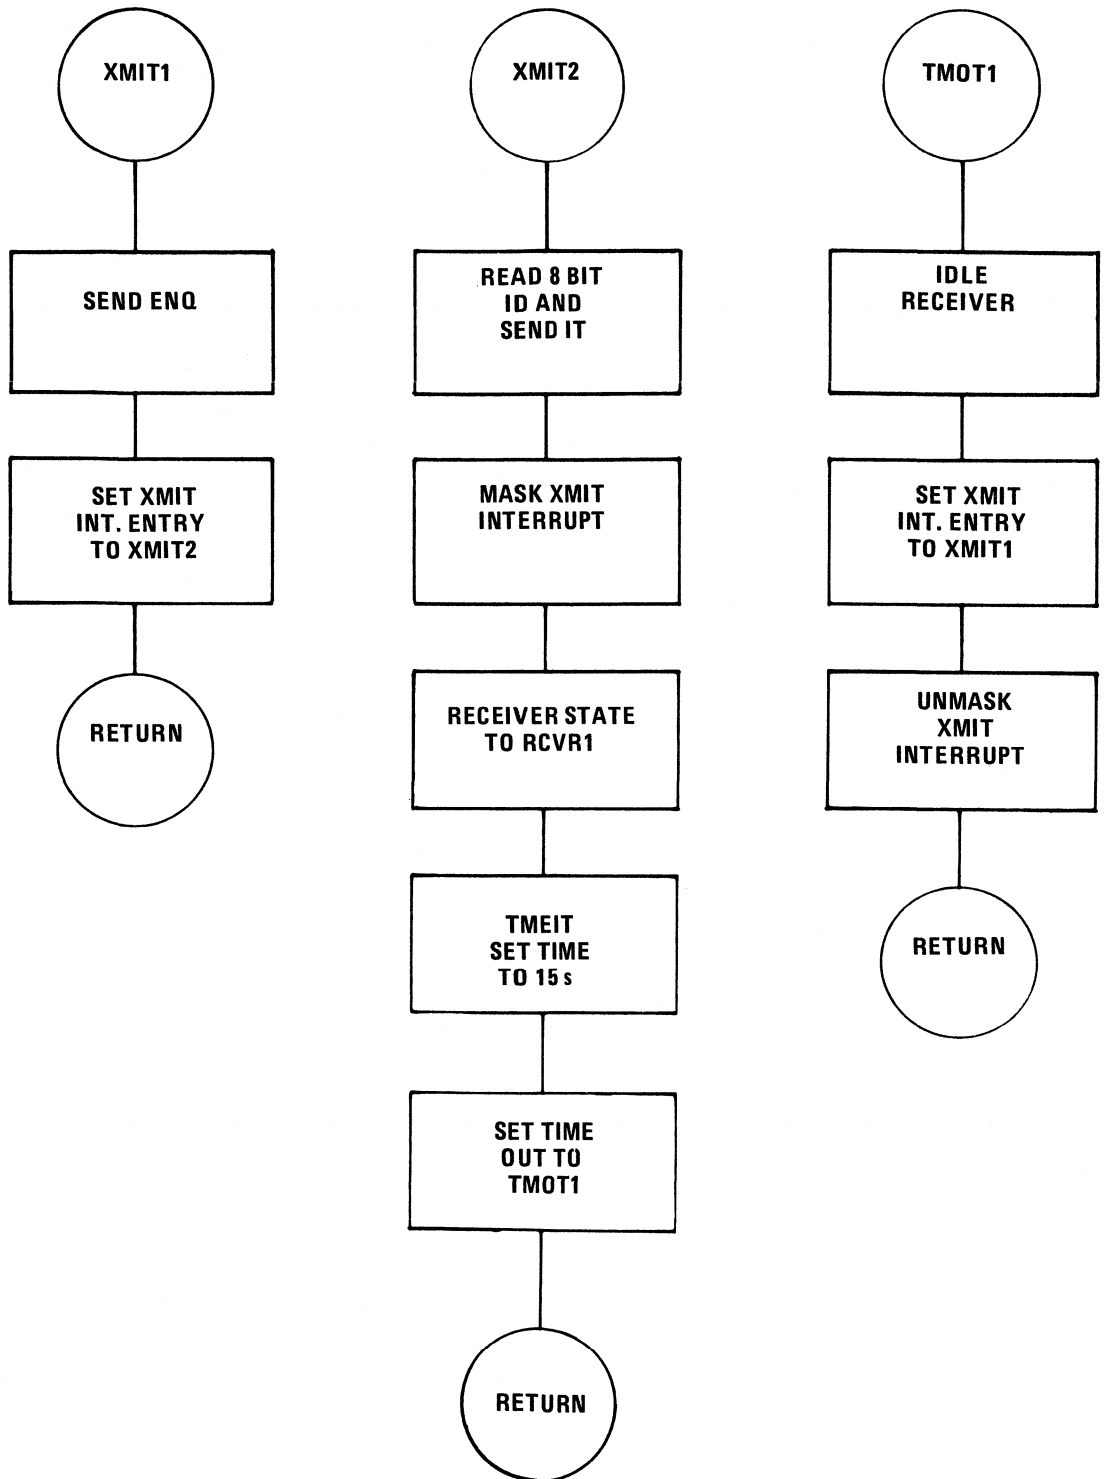 XMIT1
SEND ENQ
SET XMIT
INT. ENTRY
TO XMIT2
RETURN
XMIT2
READ 8 BIT
ID AND
SEND IT
MASK XMIT
INTERRUPT
RECEIVER STATE
TO RCVR1
TMEIT
SET TIME
TO 15 s
SET TIME
OUT TO
TMOT1
RETURN
TMOT1
IDLE
RECEIVER
SET XMIT
INT. ENTRY
TO XMIT1
UNMASK
XMIT
INTERRUPT
RETURN